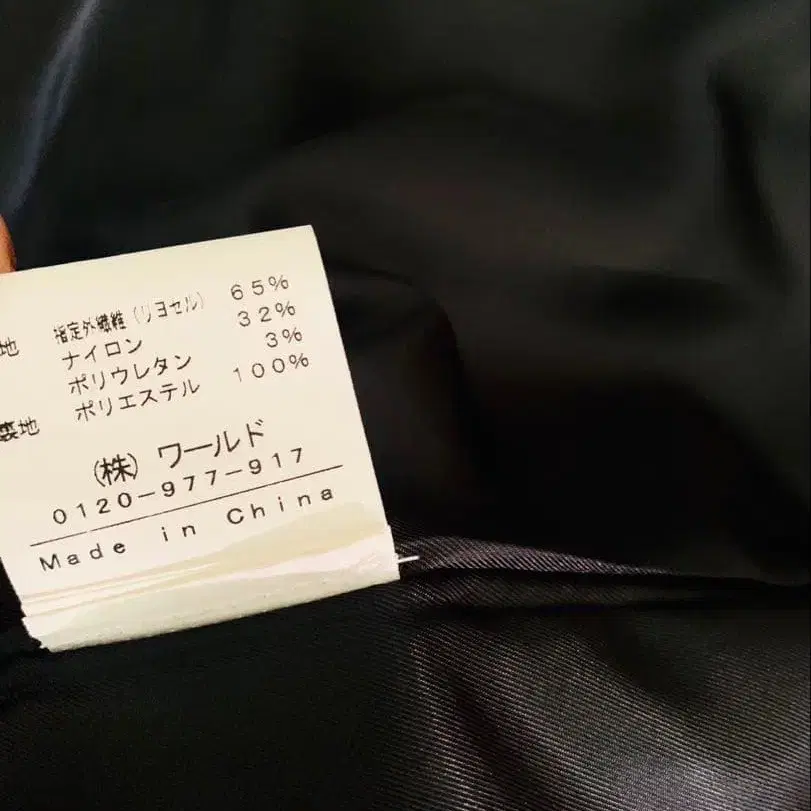 地 指定外繊維(リヨセル) 65%
ナイロン 32%
ポリウレタン 3%
裏地 ポリエステル 100%
(株) ワールド
0120-977-917
Made in China